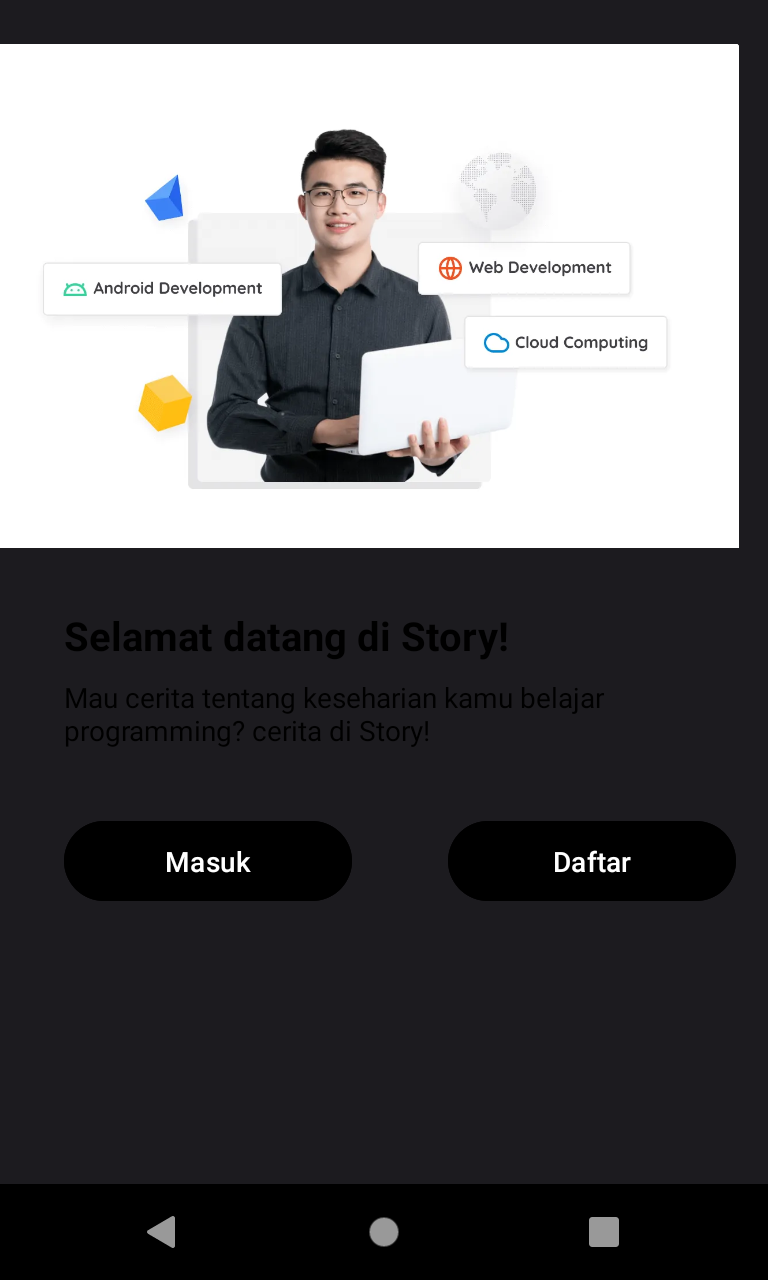 Android Development
Web Development
Cloud Computing
Selamat datang di Story!
Mau cerita tentang keseharian kamu belajar
programming? cerita di Story!
Masuk
Daftar